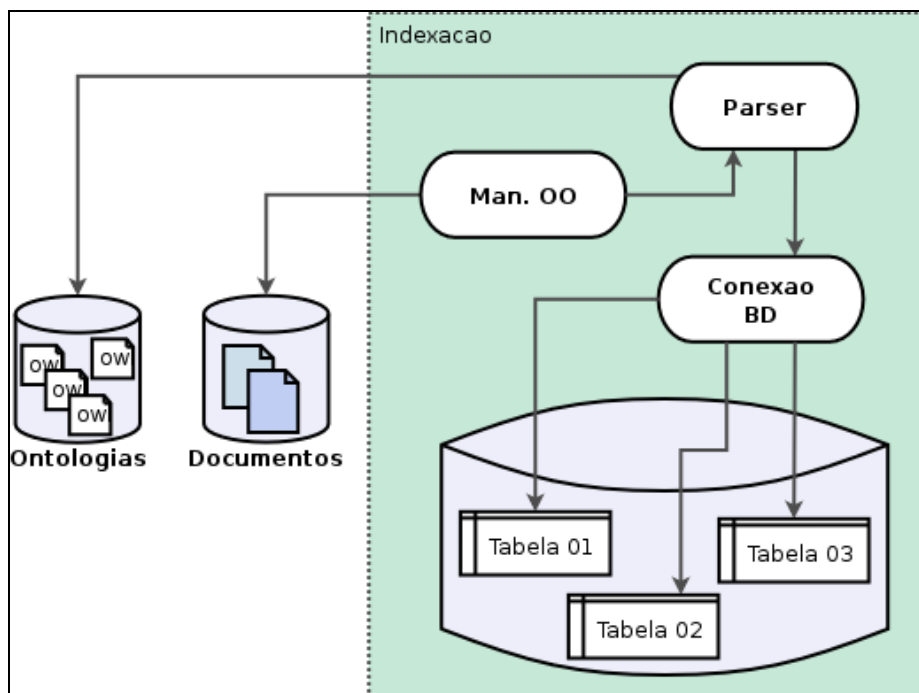 Indexacao
Parser
Man. OO
Conexao
BD
ow
ow
ow
ow
Ontologias
Documentos
Tabela 01
Tabela 03
Tabela 02